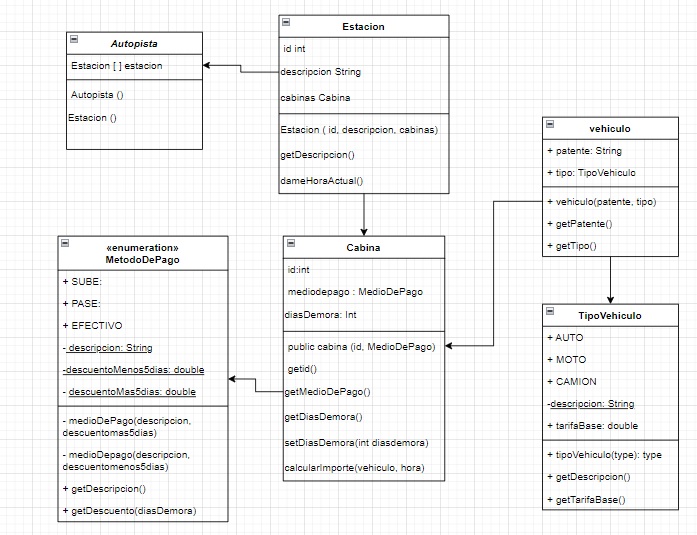 Autopista
Estacion [ ] estacion
Autopista ()
Estacion ()
Estacion
id int
descripcion String
cabinas Cabina
Estacion ( id, descripcion, cabinas)
getDescripcion()
dameHoraActual()
vehiculo
+ patente: String
+ tipo: TipoVehiculo
+ vehiculo(patente, tipo)
+ getPatente()
+ getTipo()
«enumeration»
MetodoDePago
+ SUBE:
+ PASE:
+ EFECTIVO
- descripcion: String
-descuentoMenos5dias: double
- descuentoMas5dias: double
- medioDePago(descripcion,
descuentomas5dias)
- medioDepago(descripcion,
descuentomenos5dias)
+ getDescripcion()
+ getDescuento(diasDemora)
Cabina
id:int
mediodepago : MedioDePago
diasDemora: Int
public cabina (id, MedioDePago)
getid()
getMedioDePago()
getDiasDemora()
setDiasDemora(int diasdemora)
calcularImporte(vehiculo, hora)
TipoVehiculo
+ AUTO
+ MOTO
+ CAMION
-descripcion: String
+ tarifaBase: double
+ tipoVehiculo(type): type
+ getDescripcion()
+ getTarifaBase()